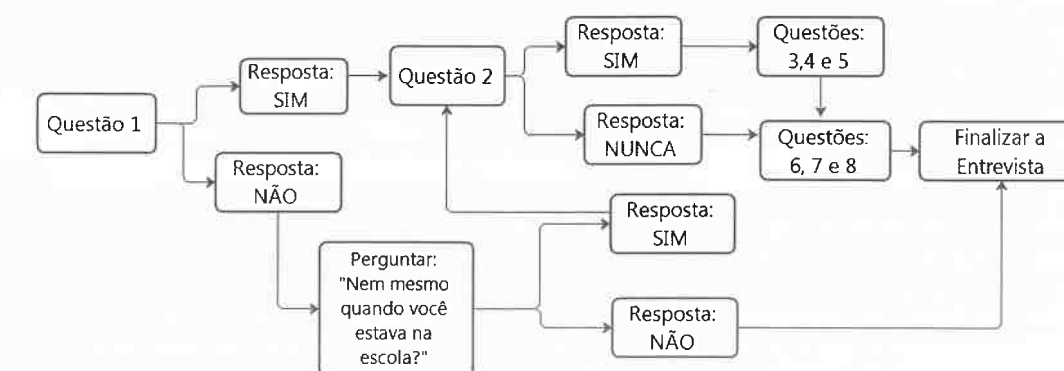 Questão 1
Resposta:
SIM
Questão 2
Resposta:
SIM
Questões:
3,4 e 5
Resposta:
NUNCA
Questões:
6, 7 e 8
Finalizar a
Entrevista
Resposta:
NÃO
Perguntar:
"Nem mesmo
quando você
estava na
escola?"
Resposta:
SIM
Resposta:
NÃO